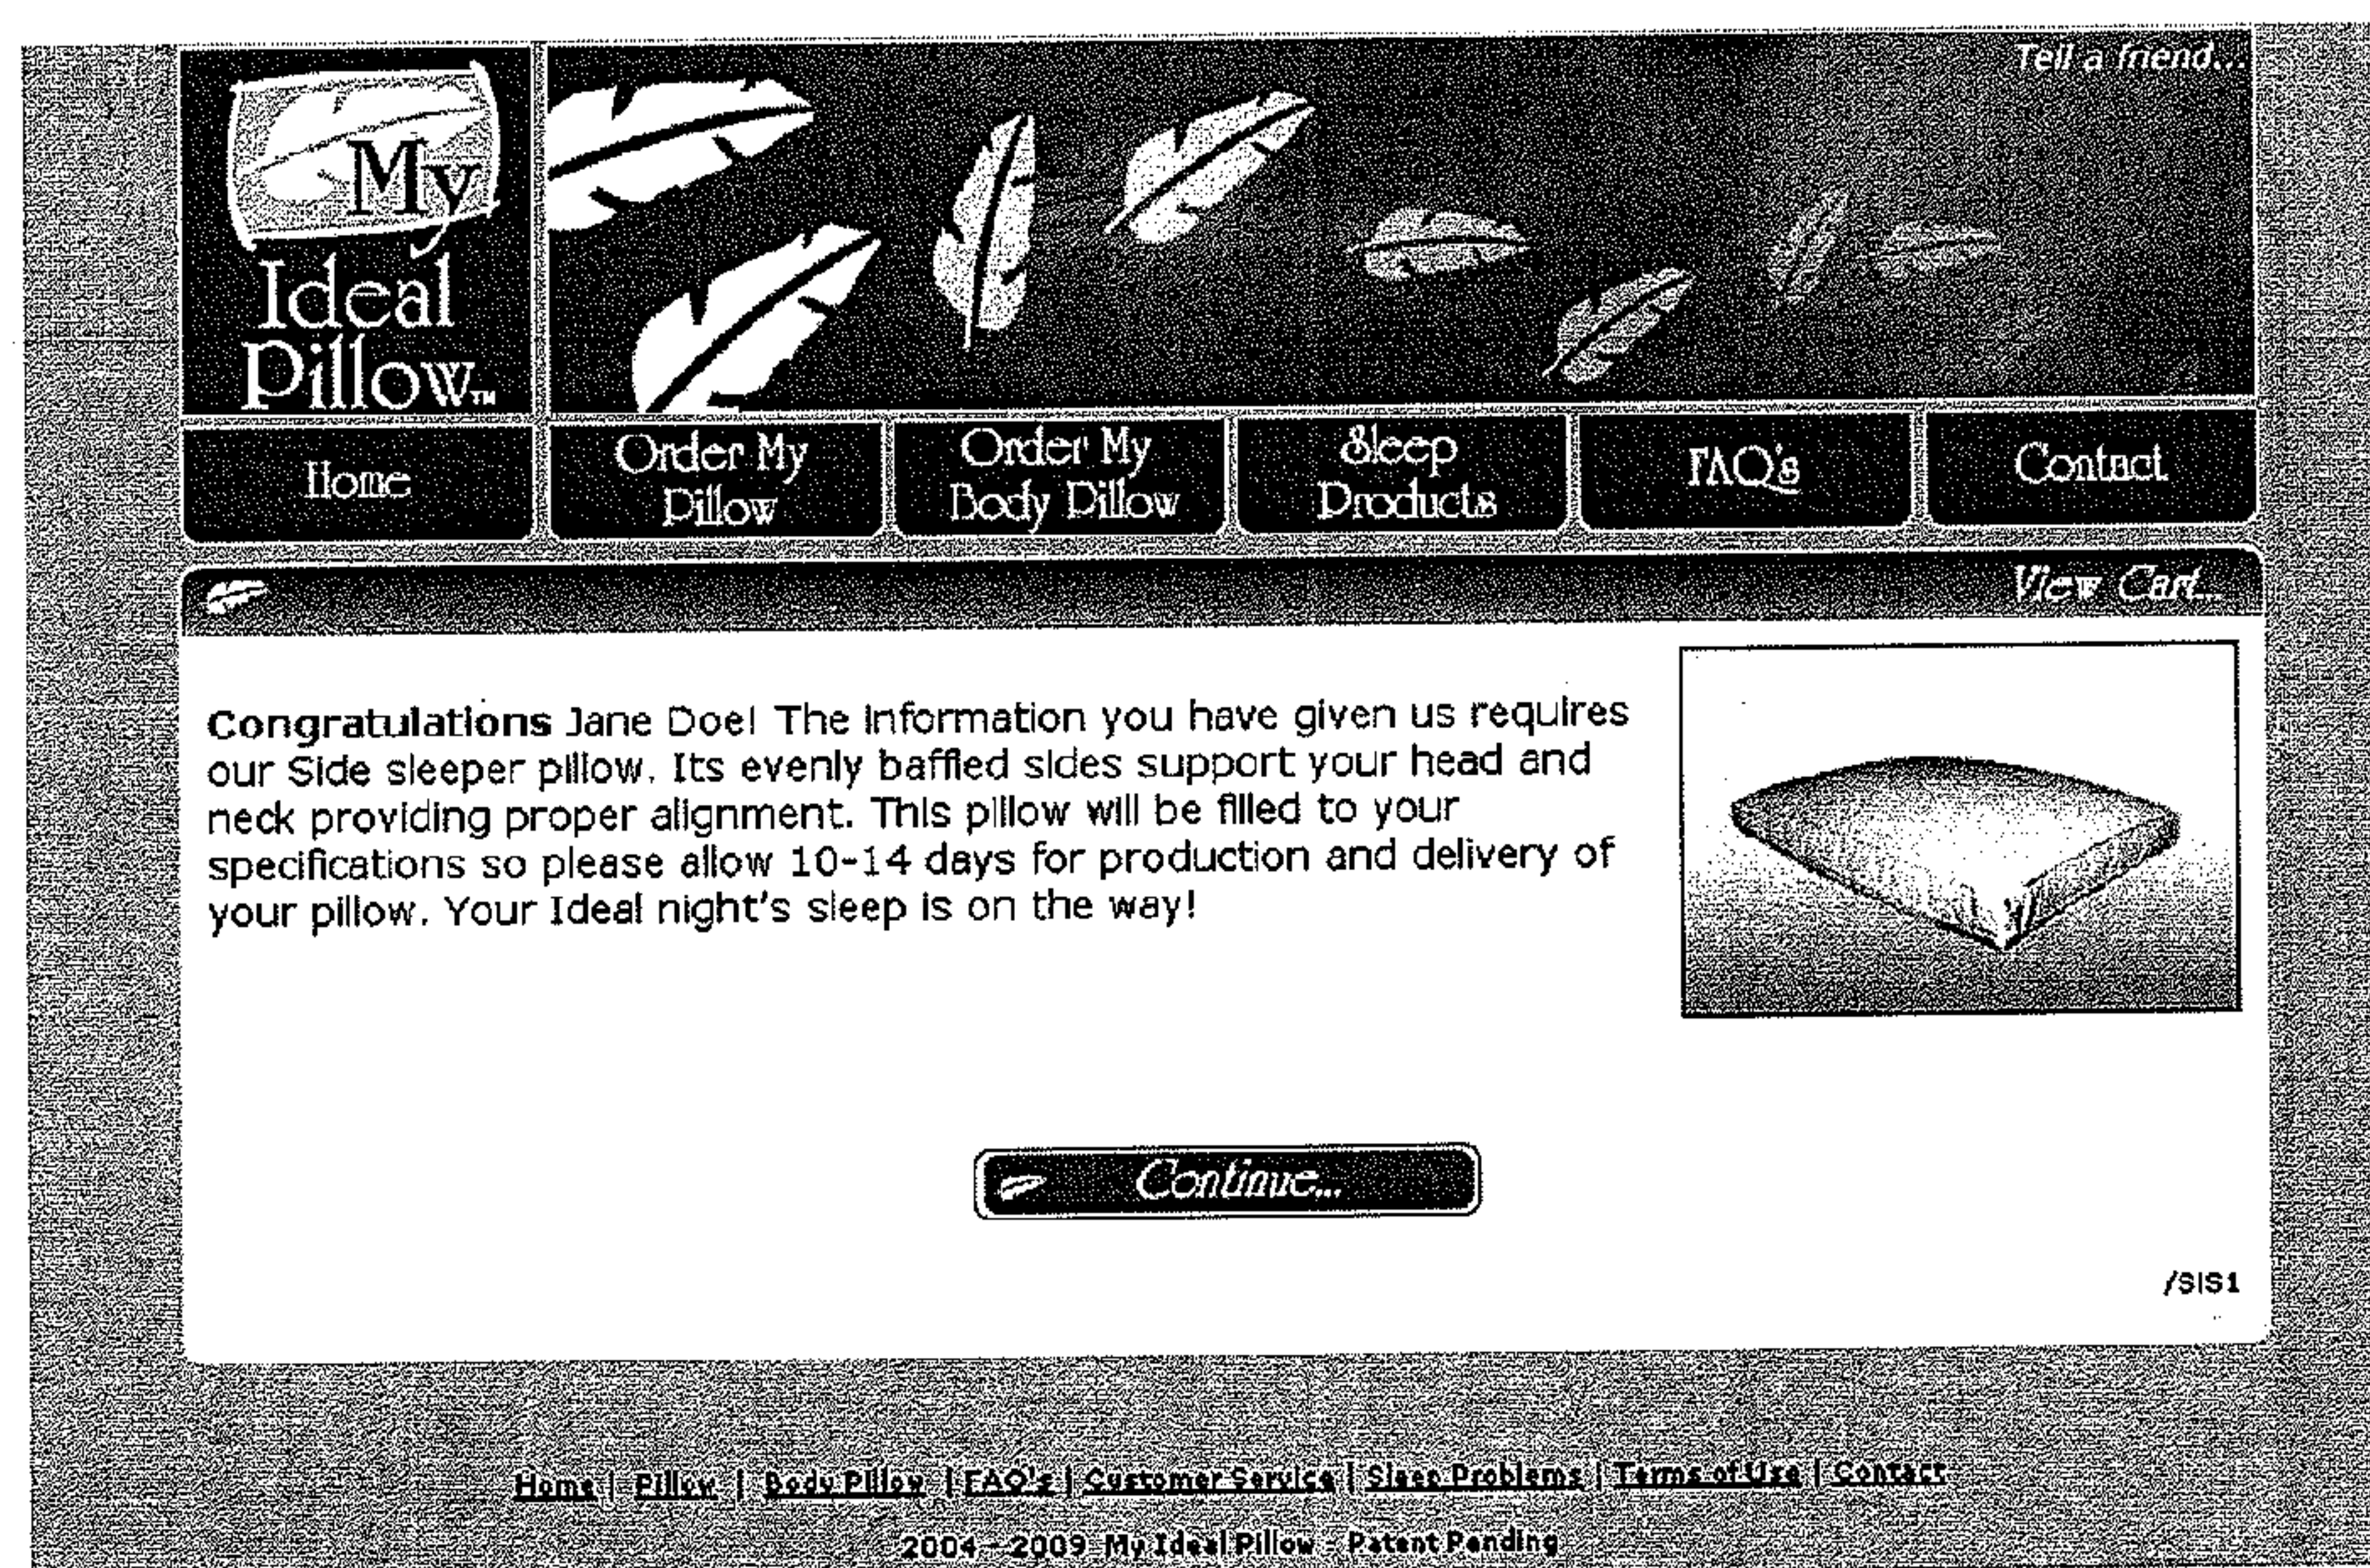 Tell a friend...
My
Ideal
Pillow™
Home
Order My
Pillow
Order My
Body Pillow
Sleep
Products
FAQ's
Contact
View Cart...
Congratulations Jane Doe! The information you have given us requires
our Side sleeper pillow. Its evenly baffled sides support your head and
neck providing proper alignment. This pillow will be filled to your
specifications so please allow 10-14 days for production and delivery of
your pillow. Your Ideal night's sleep is on the way!
Continue...
/SIS1
Home | Pillow | Body Pillow | FAQ's | Customer Service | Sleep Problems | Terms of Use | Contact
2004 - 2009 My Ideal Pillow - Patent Pending